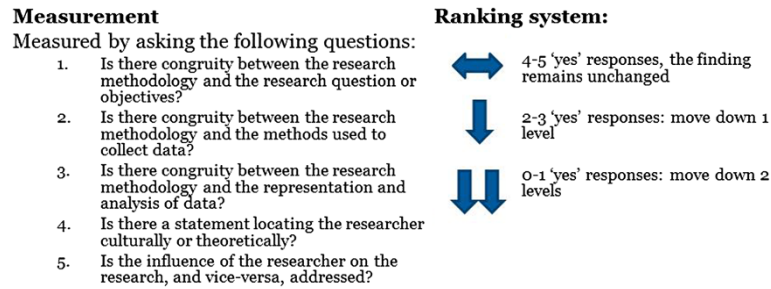 Measurement
Measured by asking the following questions:
1. Is there congruity between the research
methodology and the research question or
objectives?
2. Is there congruity between the research
methodology and the methods used to
collect data?
3. Is there congruity between the research
methodology and the representation and
analysis of data?
4. Is there a statement locating the researcher
culturally or theoretically?
5. Is the influence of the researcher on the
research, and vice-versa, addressed?
Ranking system:
4-5 ‘yes’ responses, the finding
remains unchanged
2-3 ‘yes’ responses: move down 1
level
0-1 ‘yes’ responses: move down 2
levels